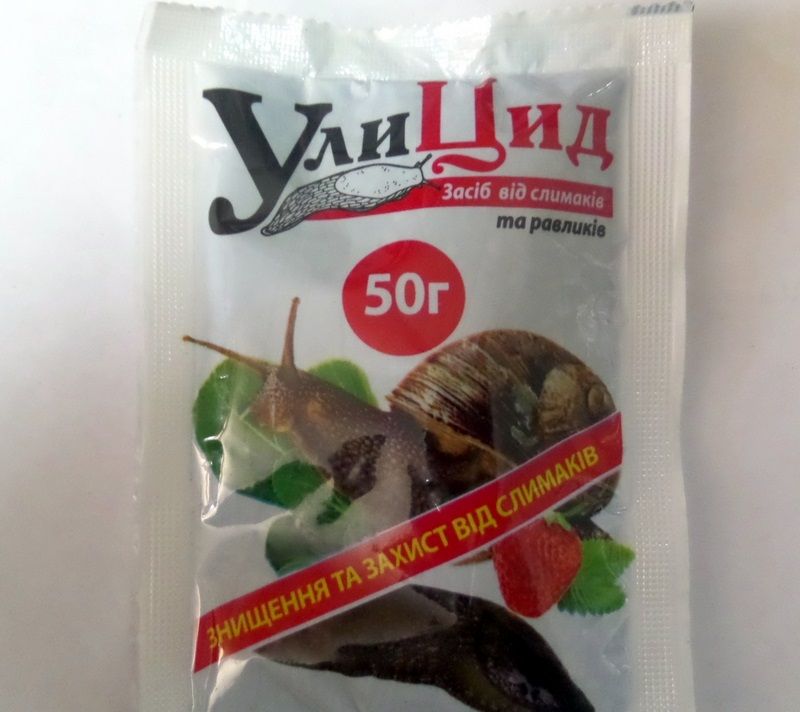 УлиЦид
Засіб від слимаків
та равликів
50г
ЗНИЩЕННЯ ТА ЗАХИСТ ВІД СЛИМАКІВ